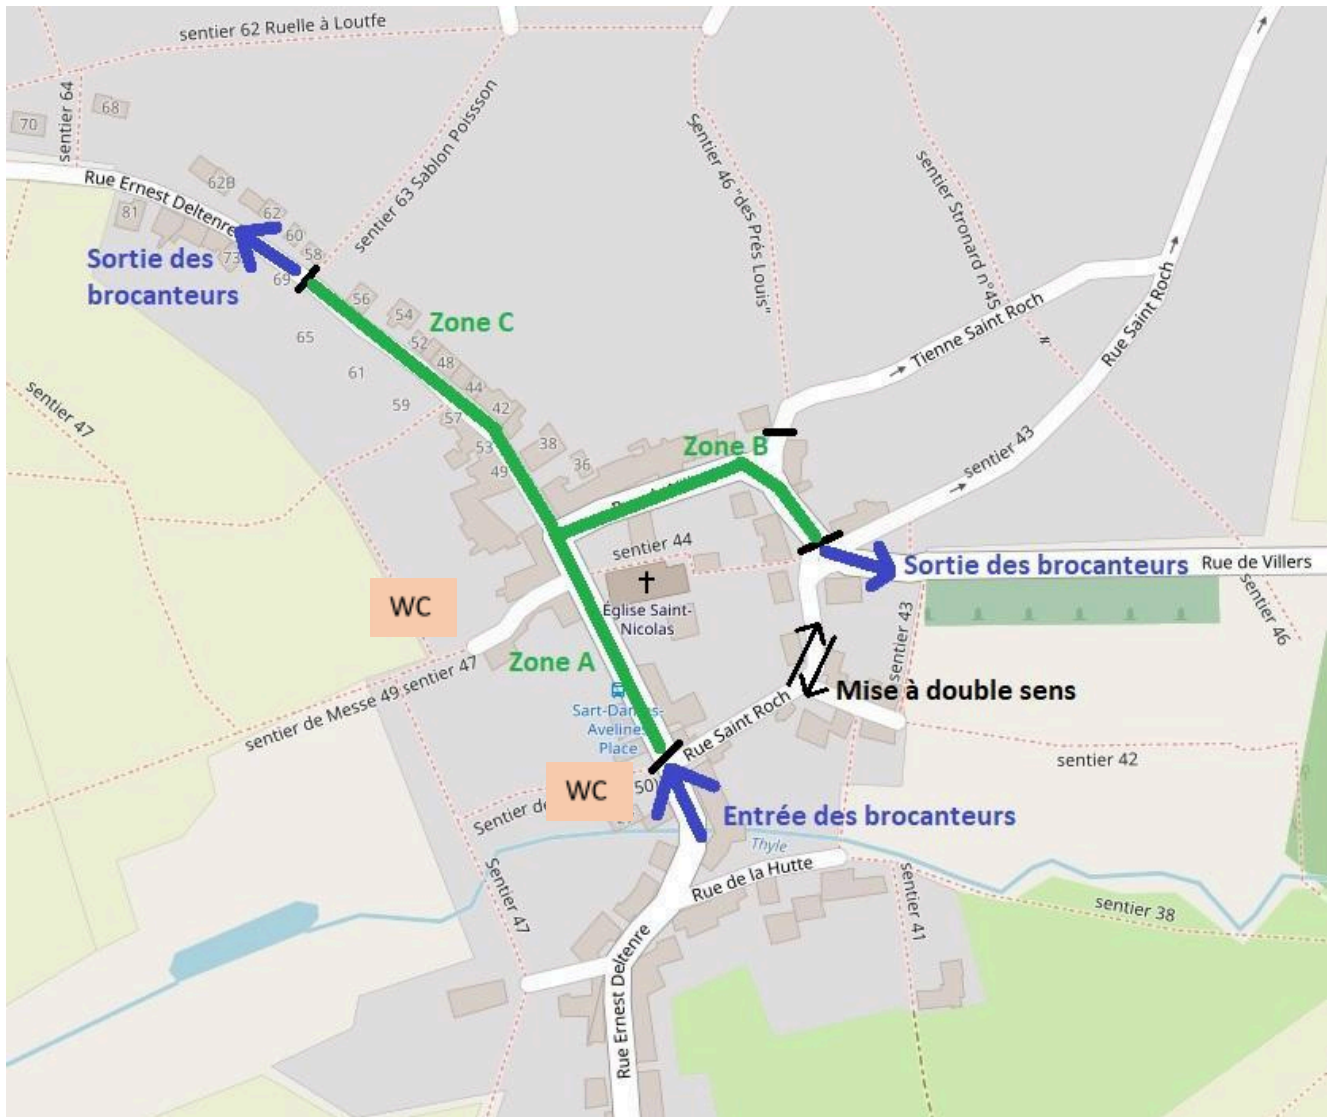 sentier 62 Ruelle à Loutfe
sentier 64
68
70
sentier 63 Sablon Poissson
Sentier 46 "des Prés Louis"
sentier Stronard n°45
Rue Ernest Deltenre
62B
81
62
60
58
73
69
Sortie des
brocanteurs
56
54
Zone C
52
48
44
42
65
61
59
57
53
49
38
36
Tienne Saint Roch
Rue Saint Roch
sentier 47
Zone B
sentier 43
sentier 44
Sortie des brocanteurs
Rue de Villers
WC
Église Saint-
Nicolas
sentier 43
sentier 46
Zone A
sentier de Messe 49 sentier 47
Sart-Dames-
Avelines
Place
Rue Saint Roch
Mise à double sens
sentier 42
WC
Sentier de
50)
Entrée des brocanteurs
Thyle
Rue de la Hutte
Sentier 47
sentier 41
sentier 38
Rue Ernest Deltenre